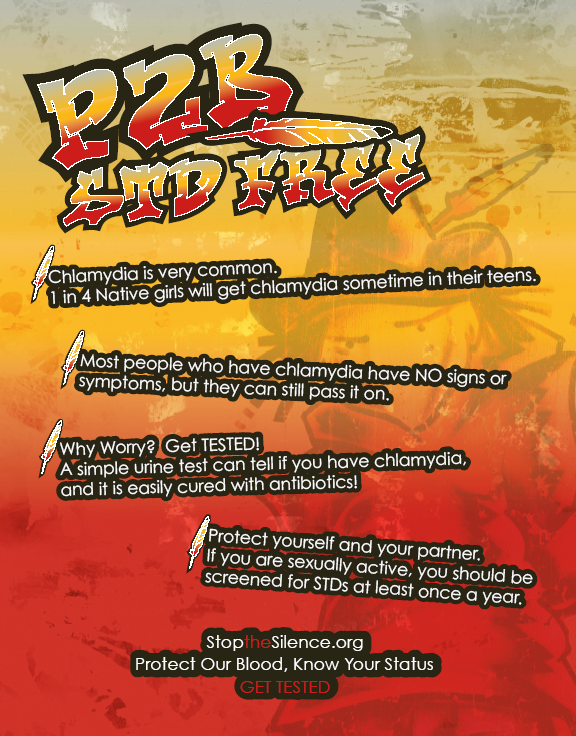 P2B
STD FREE
Chlamydia is very common.
1 in 4 Native girls will get chlamydia sometime in their teens.
Most people who have chlamydia have NO signs or
symptoms, but they can still pass it on.
Why Worry? Get TESTED!
A simple urine test can tell if you have chlamydia,
and it is easily cured with antibiotics!
Protect yourself and your partner.
If you are sexually active, you should be
screened for STDs at least once a year.
StoptheSilence.org
Protect Our Blood, Know Your Status
GET TESTED